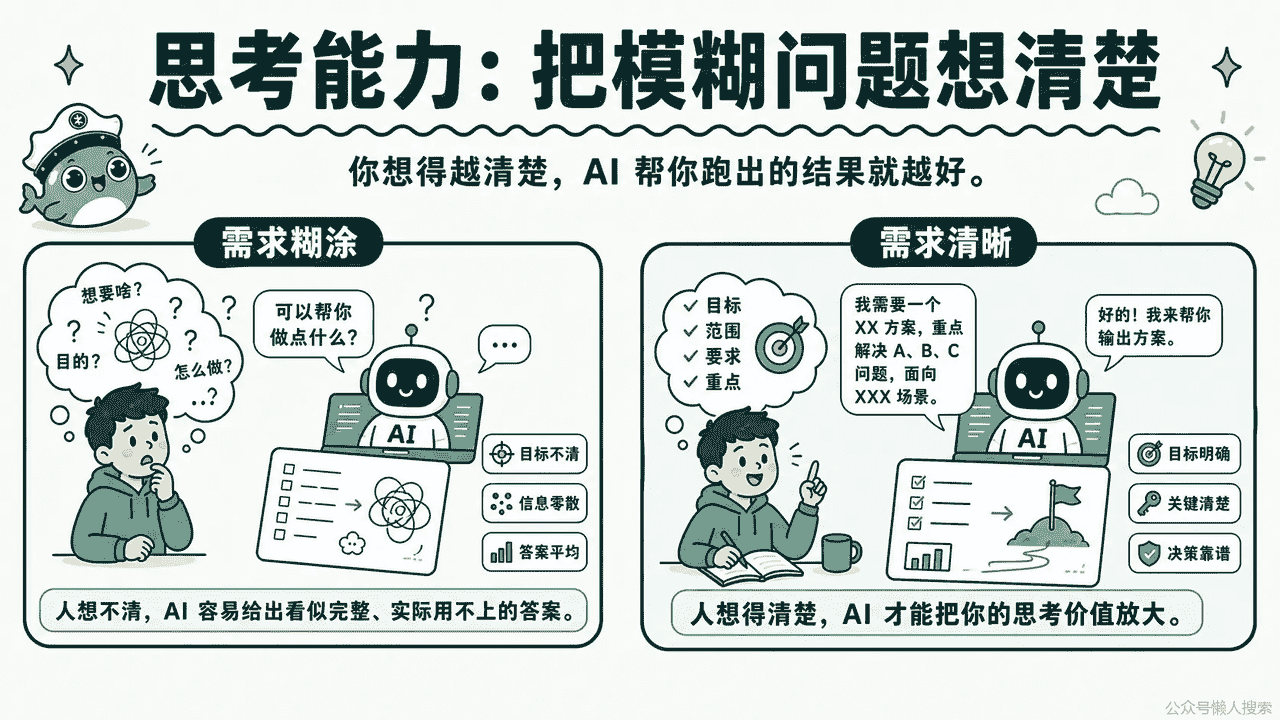 思考能力：把模糊问题想清楚
你想得越清楚，AI 帮你跑出的结果就越好。
需求糊涂
想要啥？
?
?
?
?
目的？
怎么做？
..?
可以帮你
做点什么？
?
...
AI
目标不清
信息零散
答案平均
人想不清，AI 容易给出看似完整、实际用不上的答案。
需求清晰
目标
范围
要求
重点
我需要一个
XX 方案，重点
解决 A、B、C
问题，面向
XXX 场景。
好的！我来帮你
输出方案。
AI
目标明确
关键清楚
决策靠谱
人想得清楚，AI 才能把你的思考价值放大。
公众号懒人搜索